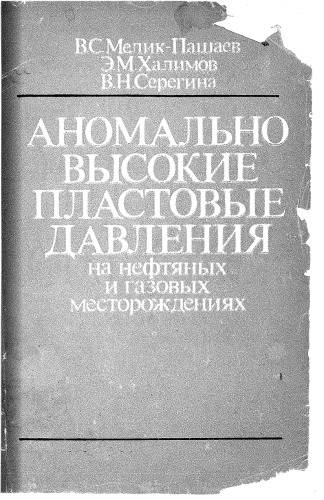 В.С.Мелик-Пашаев
Э.М.Халимов
В.Н.Серегина
АНОМАЛЬНО
ВЫСОКИЕ
ПЛАСТОВЫЕ
ДАВЛЕНИЯ
на нефтяных
и газовых
месторождениях